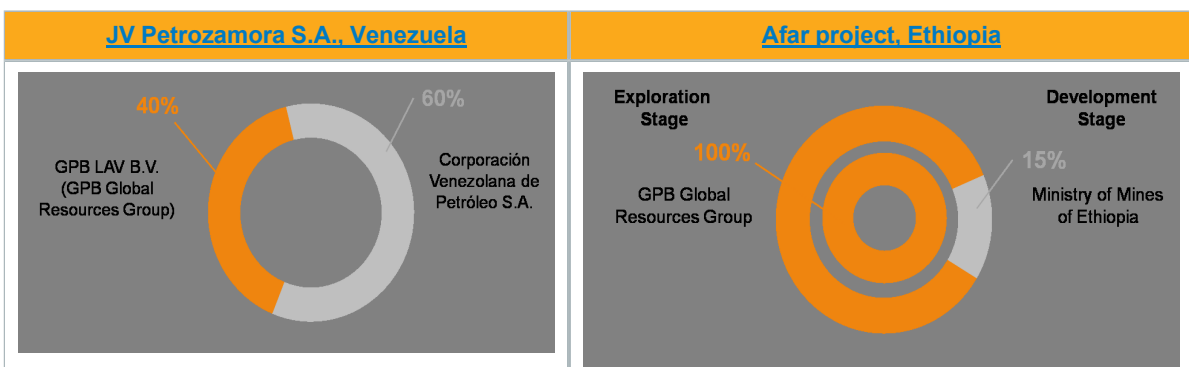 JV Petrozamora S.A., Venezuela
40%
60%
GPB LAV B.V.
(GPB Global
Resources Group)
Corporación
Venezolana de
Petróleo S.A.
Afar project, Ethiopia
Exploration
Stage
100%
GPB Global
Resources Group
Development
Stage
15%
Ministry of Mines
of Ethiopia